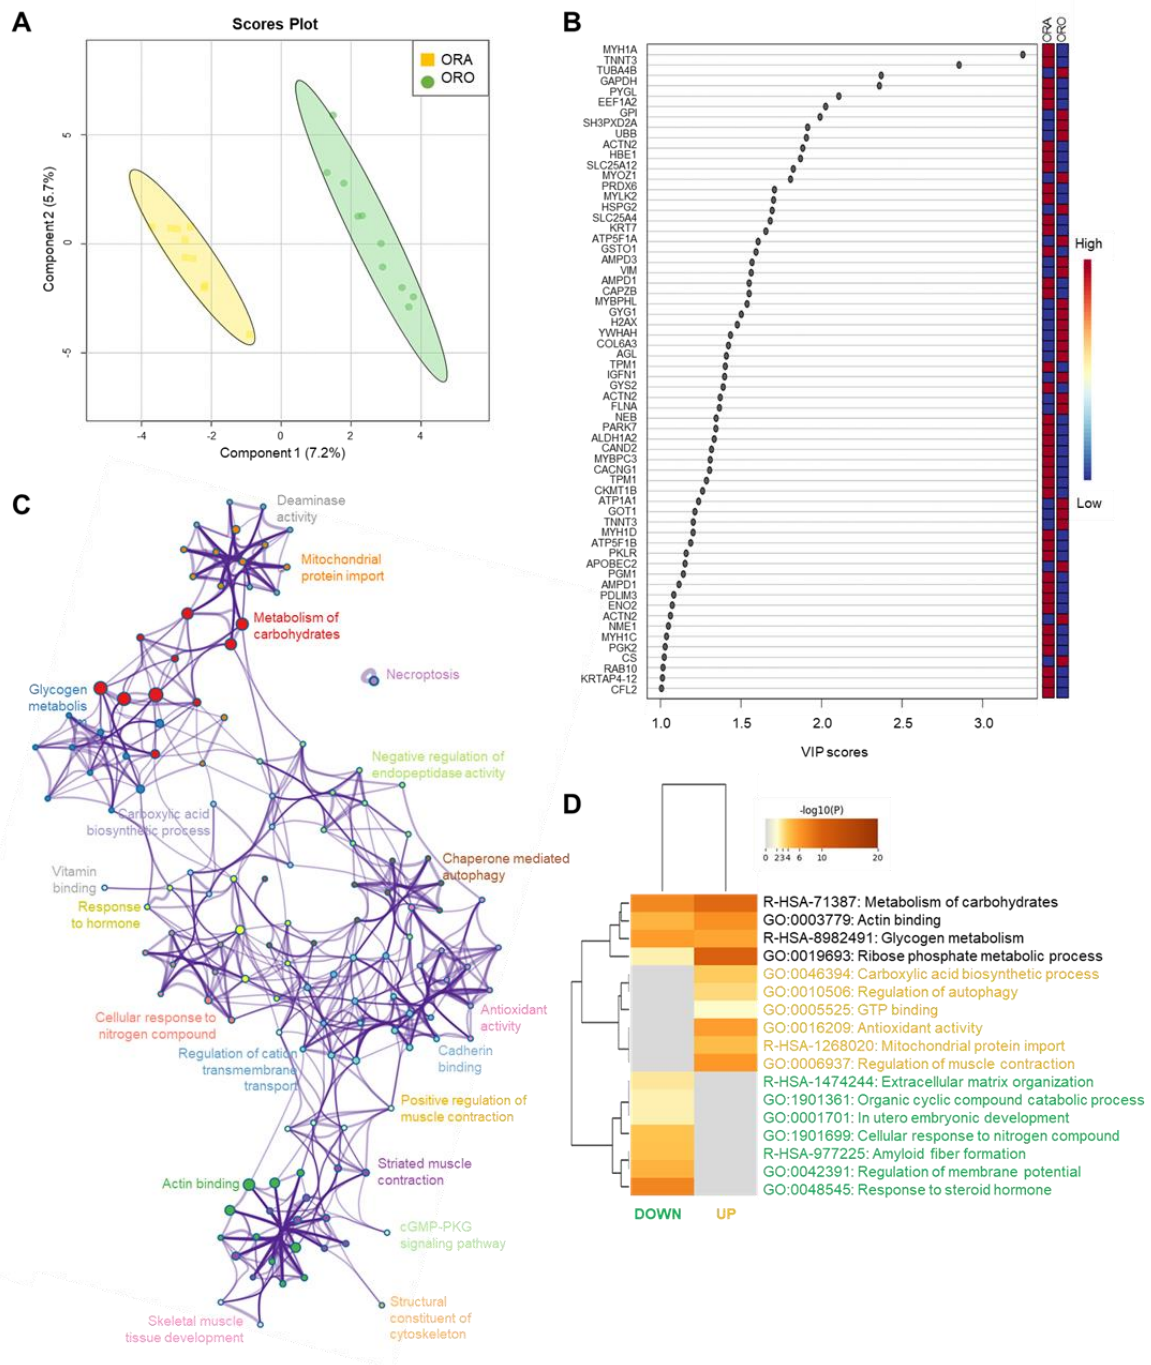 A
Scores Plot
ORA
ORO
Component 2 (5.7%)
5
0
-5
-4
-2
0
2
4
Component 1 (7.2%)
B
ORA
ORO
MYH1A
TNNT3
TUBA4B
GAPDH
PYGL
EEF1A2
GPI
SH3PXD2A
UBB
ACTN2
HBE1
SLC25A12
MYOZ1
PRDX6
MYLK2
HSPG2
SLC25A4
KRT7
ATP5F1A
GSTO1
AMPD3
VIM
AMPD1
CAPZB
MYBPHL
GYG1
H2AX
YWHAH
COL6A3
AGL
TPM1
IGFN1
GYS2
ACTN2
FLNA
NEB
PARK7
ALDH1A2
CAND2
MYBPC3
CACNG1
TPM1
CKMT1B
ATP1A1
GOT1
TNNT3
MYH1D
ATP5F1B
PKLR
APOBEC2
PGM1
AMPD1
PDLIM3
ENO2
ACTN2
NME1
MYH1C
PGK2
CS
RAB10
KRTAP4-12
CFL2
1.0
1.5
2.0
2.5
3.0
VIP scores
High
Low
C
Deaminase
activity
Mitochondrial
protein import
Metabolism of
carbohydrates
Necroptosis
Glycogen
metabolis
Negative regulation of
endopeptidase activity
Carboxylic acid
biosynthetic process
Chaperone mediated
autophagy
Vitamin
binding
Response
to hormone
Cellular response to
nitrogen compound
Antioxidant
activity
Regulation of cation
transmembrane
transport
Cadherin
binding
Positive regulation of
muscle contraction
Striated muscle
contraction
Actin binding
cGMP-PKG
signaling pathway
Structural
constituent of
cytoskeleton
Skeletal muscle
tissue development
D
-log10(P)
0 2 3 4 6 10 20
R-HSA-71387: Metabolism of carbohydrates
GO:0003779: Actin binding
R-HSA-8982491: Glycogen metabolism
GO:0019693: Ribose phosphate metabolic process
GO:0046394: Carboxylic acid biosynthetic process
GO:0010506: Regulation of autophagy
GO:0005525: GTP binding
GO:0016209: Antioxidant activity
R-HSA-1268020: Mitochondrial protein import
GO:0006937: Regulation of muscle contraction
R-HSA-1474244: Extracellular matrix organization
GO:1901361: Organic cyclic compound catabolic process
GO:0001701: In utero embryonic development
GO:1901699: Cellular response to nitrogen compound
R-HSA-977225: Amyloid fiber formation
GO:0042391: Regulation of membrane potential
GO:0048545: Response to steroid hormone
DOWN
UP